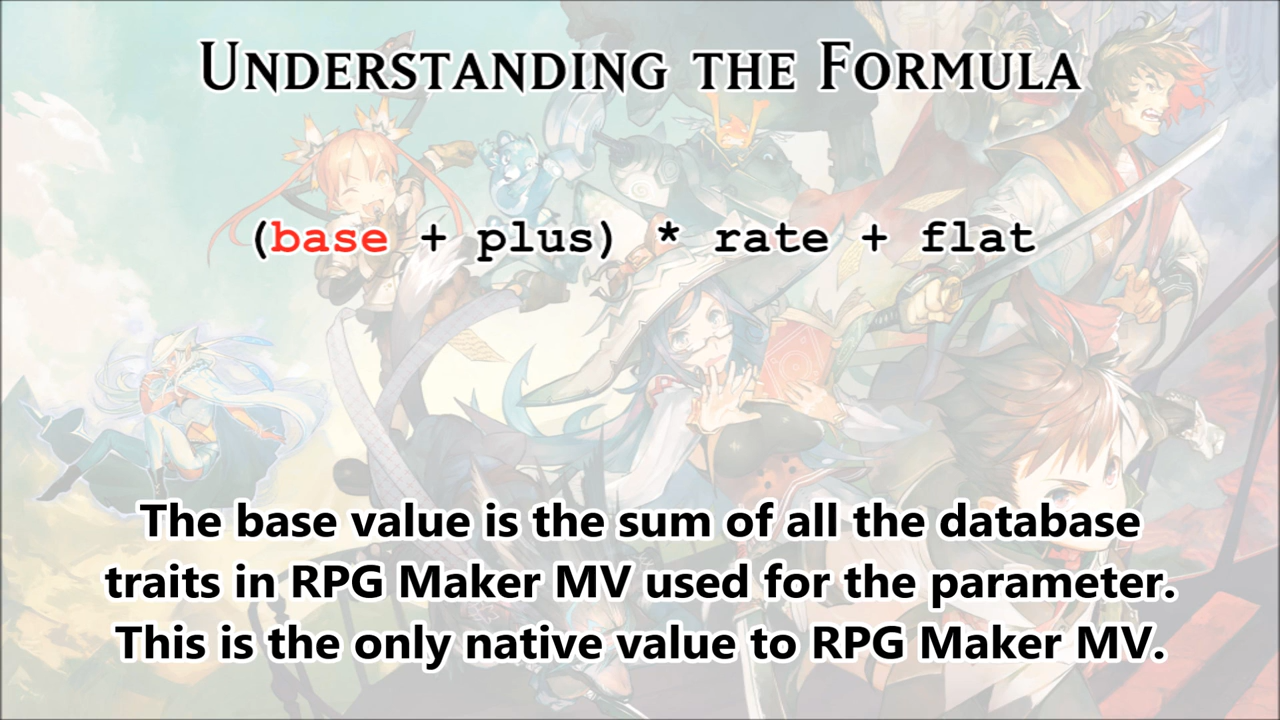 Understanding the Formula
(base + plus) * rate + flat
The base value is the sum of all the database
traits in RPG Maker MV used for the parameter.
This is the only native value to RPG Maker MV.